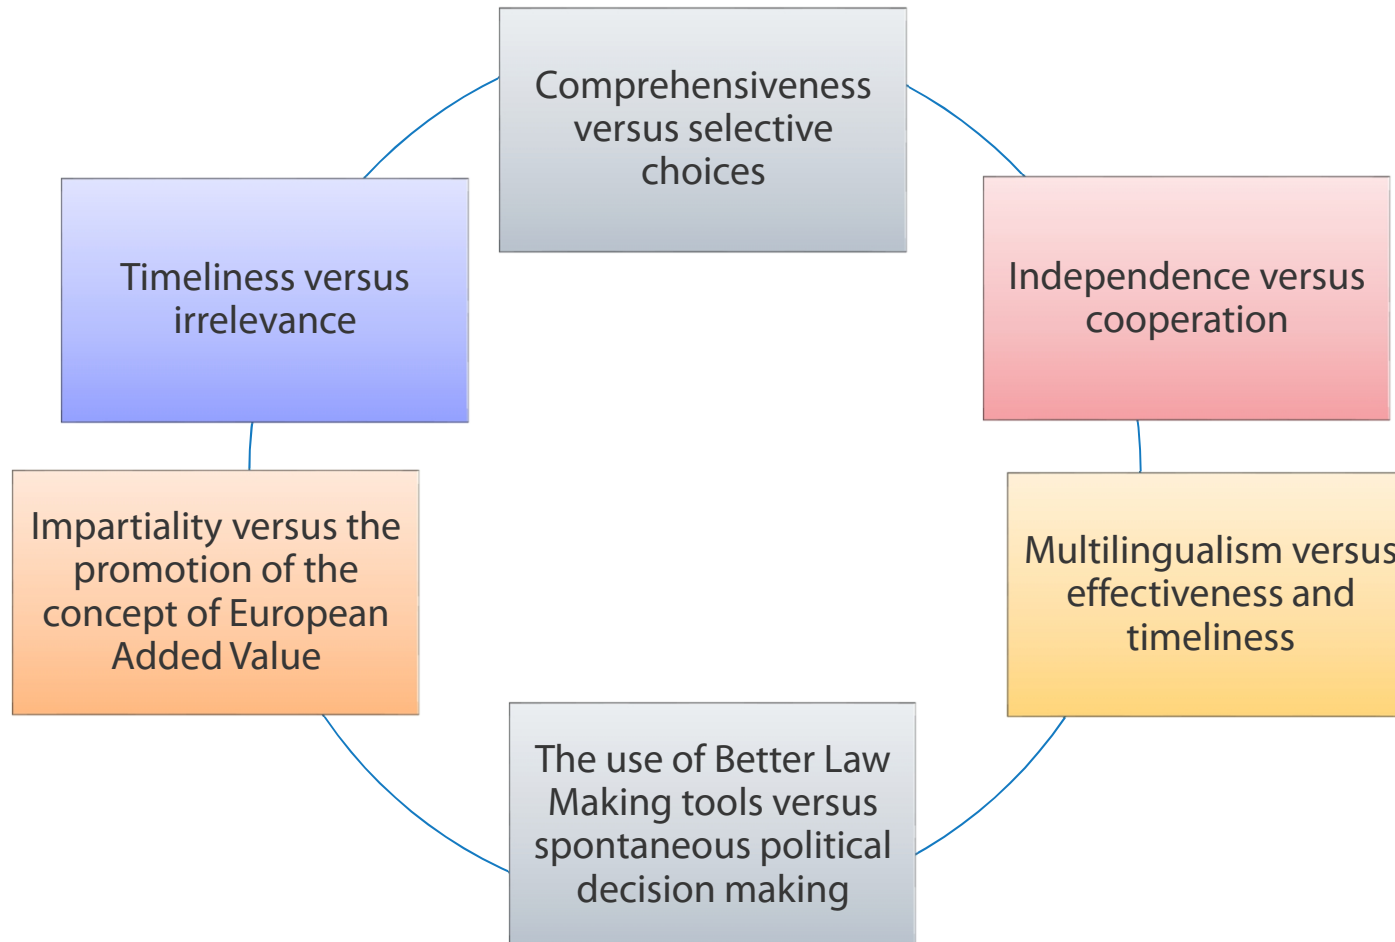 Comprehensiveness
versus selective
choices
Independence versus
cooperation
Multilingualism versus
effectiveness and
timeliness
The use of Better Law
Making tools versus
spontaneous political
decision making
Impartiality versus the
promotion of the
concept of European
Added Value
Timeliness versus
irrelevance